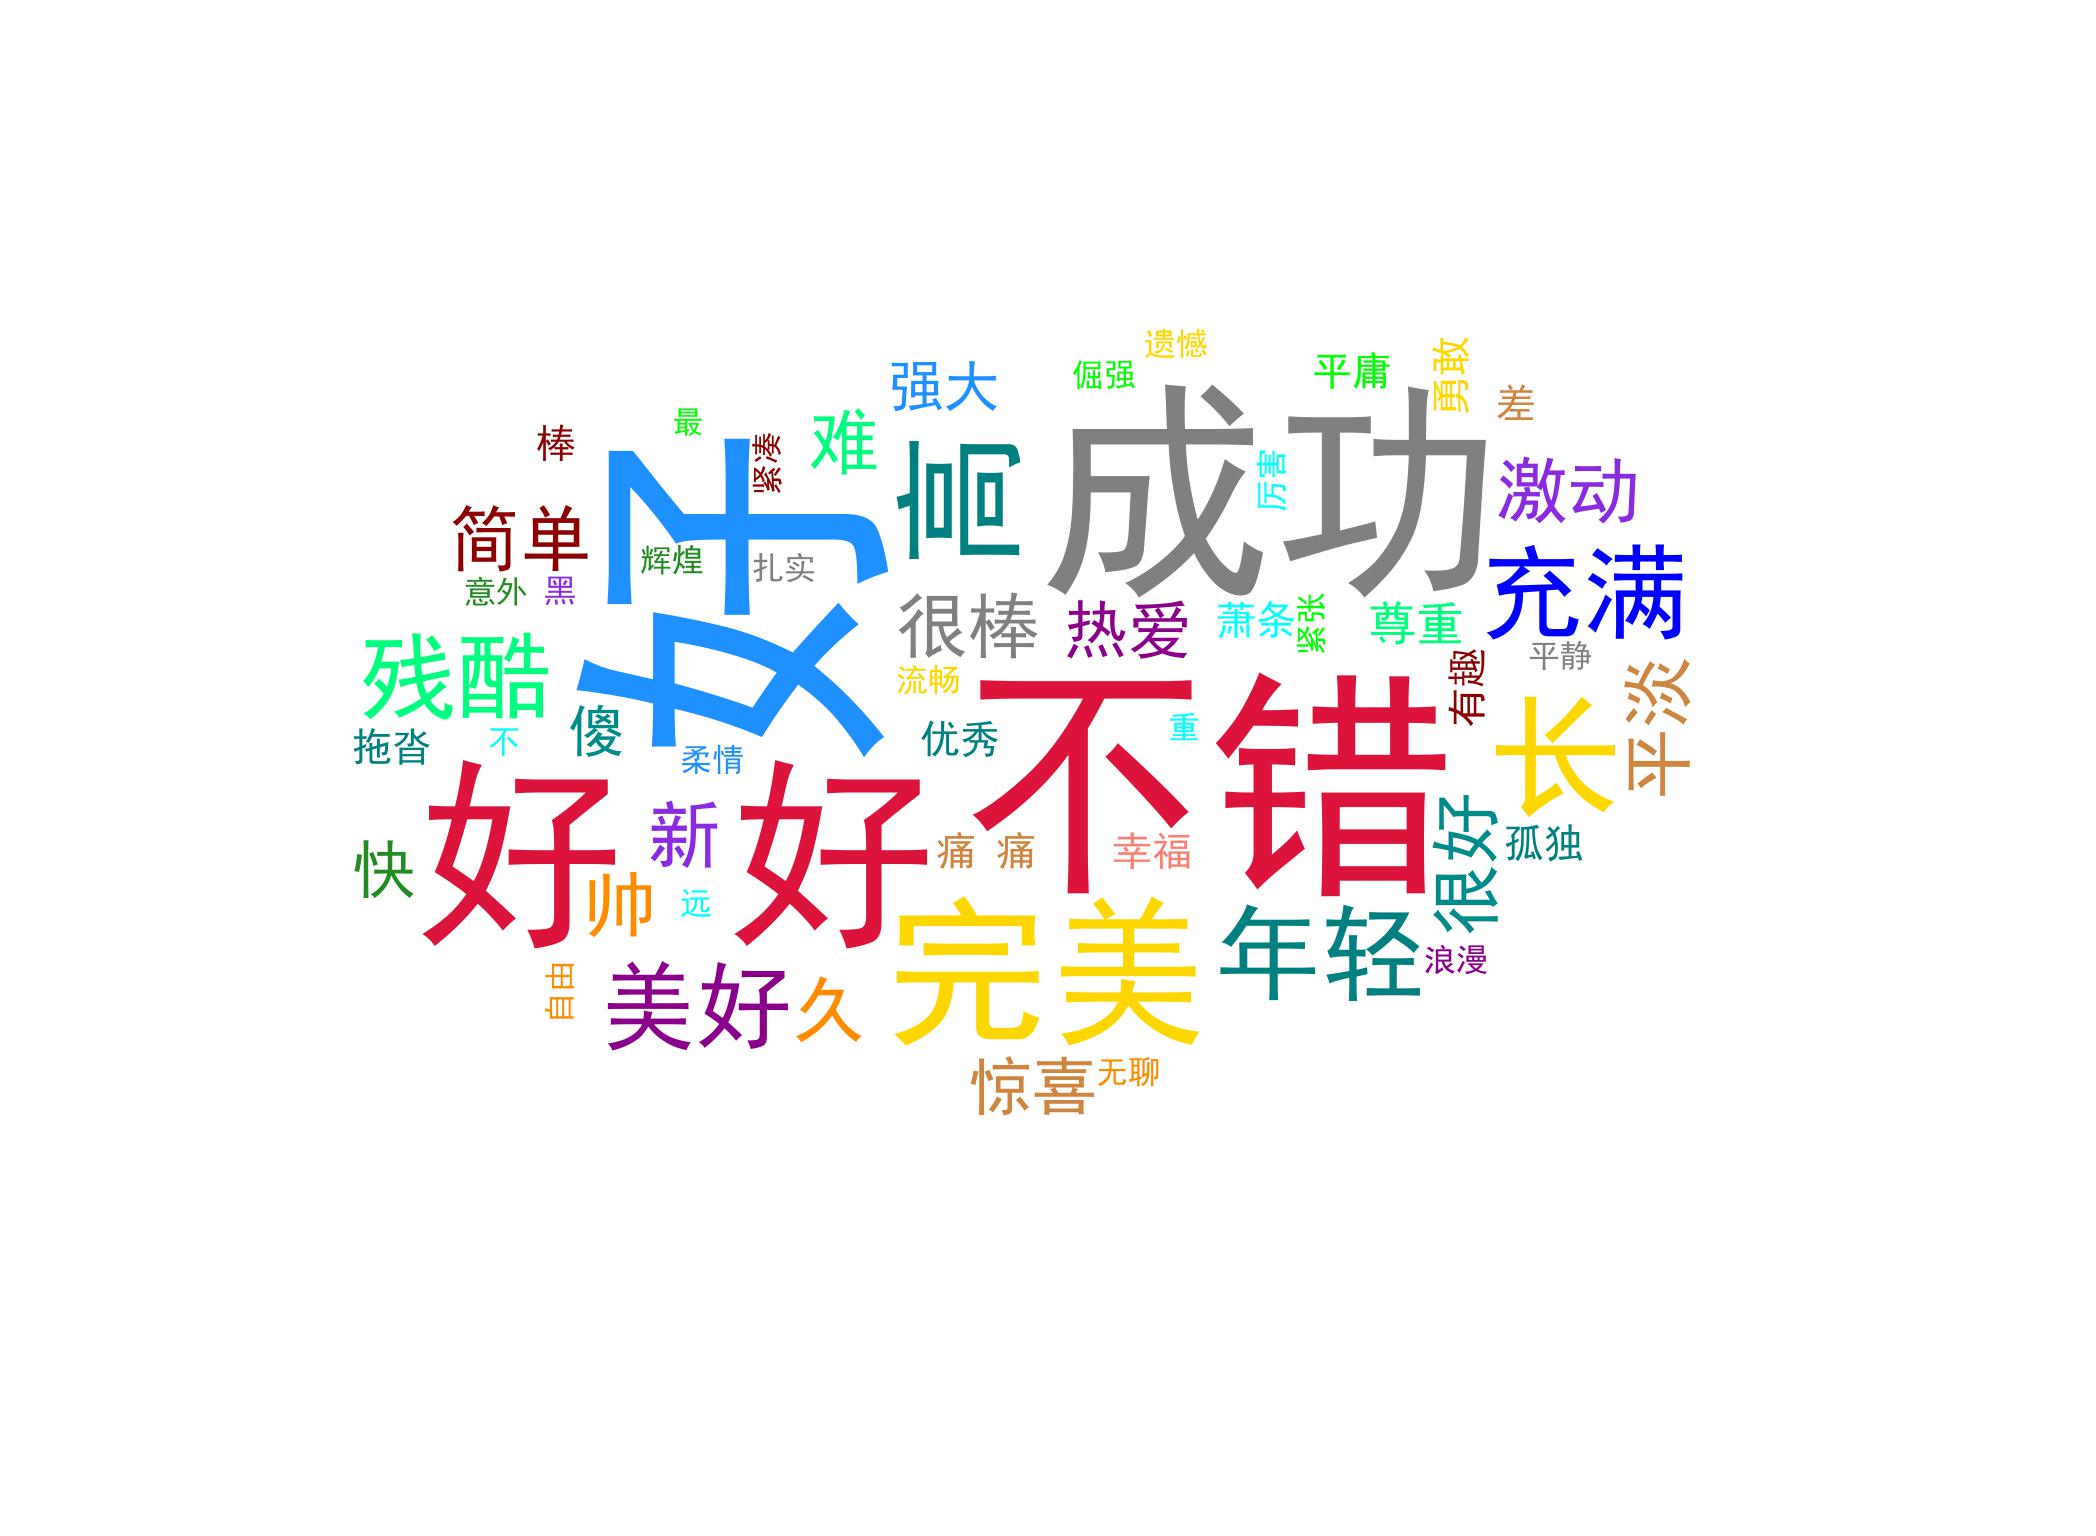 遗憾
倔强
平庸
勇敢
强大
差
最
难
棒
紧凑
高
成功
厉害
激动
简单
好
辉煌
扎实
充满
意外
黑
很棒
热爱
萧条
紧张
尊重
平静
残酷
流畅
有趣
平淡
傻
不错
长
拖沓
不
柔情
优秀
重
好
好
新
痛
痛
幸福
很好
孤独
快
帅
远
完美
年轻
浪漫
自由
美好
久
惊喜
无聊